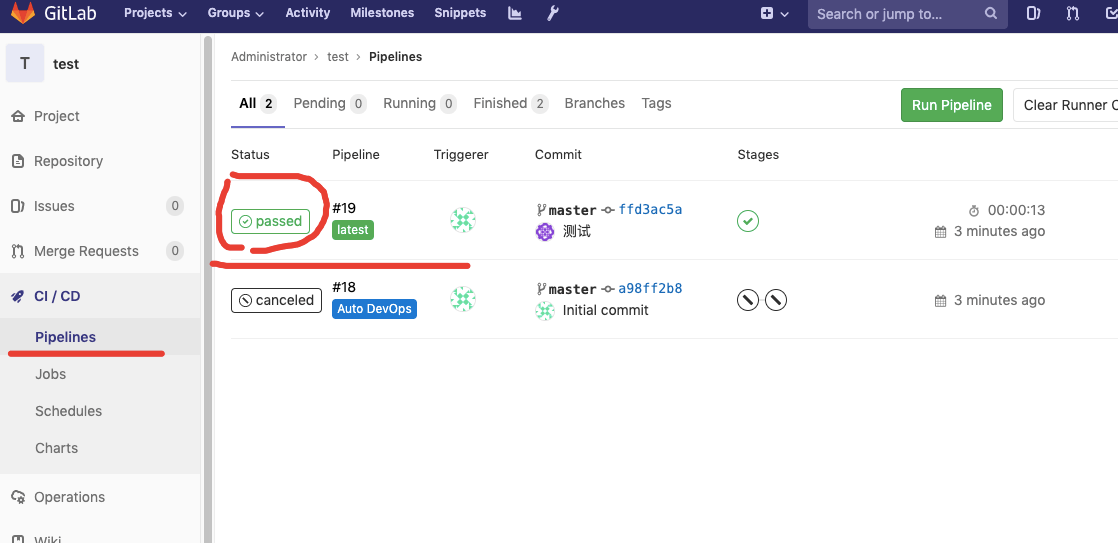 GitLab Projects Groups Activity Milestones Snippets Search or jump to...
T test
Administrator › test › Pipelines
All 2 Pending 0 Running 0 Finished 2 Branches Tags Run Pipeline Clear Runner C
Project
Repository
Issues 0
Merge Requests 0
CI / CD
Pipelines
Jobs
Schedules
Charts
Operations
Wiki
Status Pipeline Triggerer Commit Stages
passed #19 latest master ffd3ac5a 测试 00:00:13 3 minutes ago
canceled #18 Auto DevOps master a98ff2b8 Initial commit 3 minutes ago